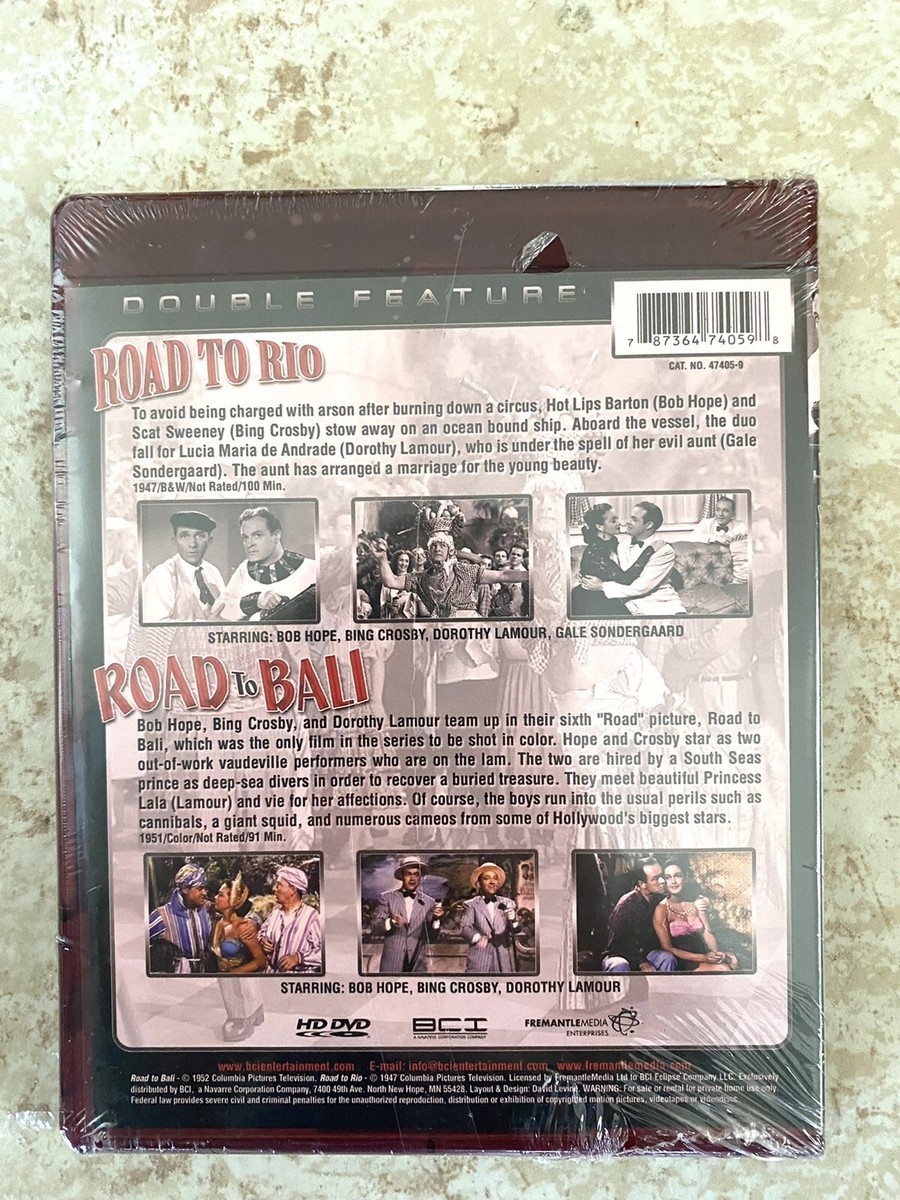 DOUBLE FEATURE
7 87364 74059 8
CAT. NO. 47405-9
ROAD TO RIO
To avoid being charged with arson after burning down a circus, Hot Lips Barton (Bob Hope) and
Scat Sweeney (Bing Crosby) stow away on an ocean bound ship. Aboard the vessel, the duo
fall for Lucia Maria de Andrade (Dorothy Lamour), who is under the spell of her evil aunt (Gale
Sondergaard). The aunt has arranged a marriage for the young beauty.
1947/B&W/Not Rated/100 Min.
STARRING: BOB HOPE, BING CROSBY, DOROTHY LAMOUR, GALE SONDERGAARD
ROAD To BALI
Bob Hope, Bing Crosby, and Dorothy Lamour team up in their sixth "Road" picture, Road to
Bali, which was the only film in the series to be shot in color. Hope and Crosby star as two
out-of-work vaudeville performers who are on the lam. The two are hired by a South Seas
prince as deep-sea divers in order to recover a buried treasure. They meet beautiful Princess
Lala (Lamour) and vie for her affections. Of course, the boys run into the usual perils such as
cannibals, a giant squid, and numerous cameos from some of Hollywood's biggest stars.
1951/Color/Not Rated/91 Min.
STARRING: BOB HOPE, BING CROSBY, DOROTHY LAMOUR
HD DVD
BCI
A NAVARRE CORPORATION COMPANY
FREMANTLEMEDIA
ENTERPRISES
www.bcientertainment.com E-mail: info@bcientertainment.com www.fremantlemedia.com
Road to Bali - © 1952 Columbia Pictures Television. Road to Rio - © 1947 Columbia Pictures Television. Licensed by FremantleMedia Ltd to BCI Eclipse Company LLC. Exclusively
distributed by BCI, a Navarre Corporation Company, 7400 49th Ave. North New Hope, MN 55428. Layout & Design: David Levine. WARNING: For sale or rental for private home use only.
Federal law provides severe civil and criminal penalties for the unauthorized reproduction, distribution or exhibition of copyrighted motion pictures, videotapes or videodiscs.